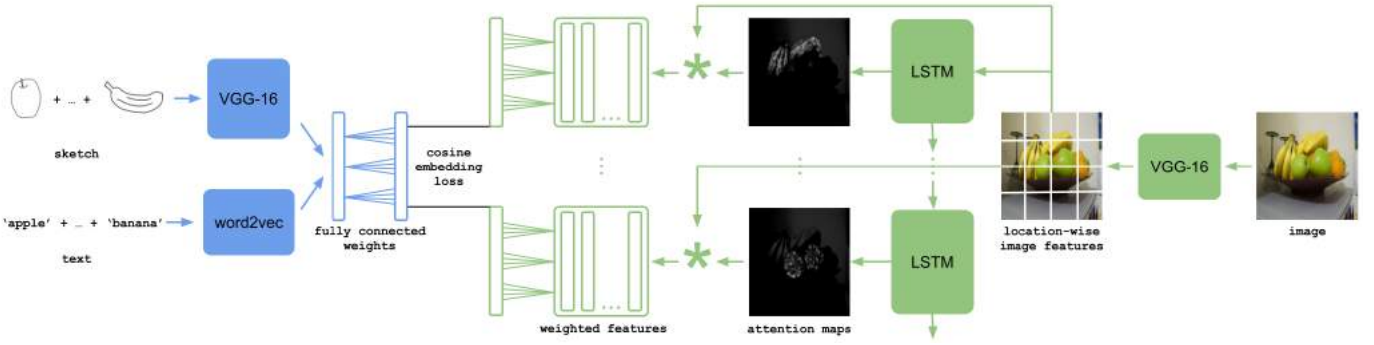 VGG-16
+ … +
sketch
word2vec
'apple' + … + 'banana'
text
fully connected
weights
cosine
embedding
loss
...
...
weighted features
*
*
attention maps
LSTM
LSTM
location-wise
image features
VGG-16
image